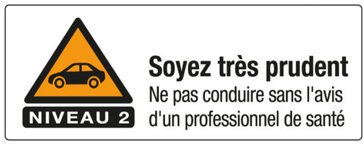 Soyez très prudent
Ne pas conduire sans l'avis
d'un professionnel de santé
NIVEAU 2